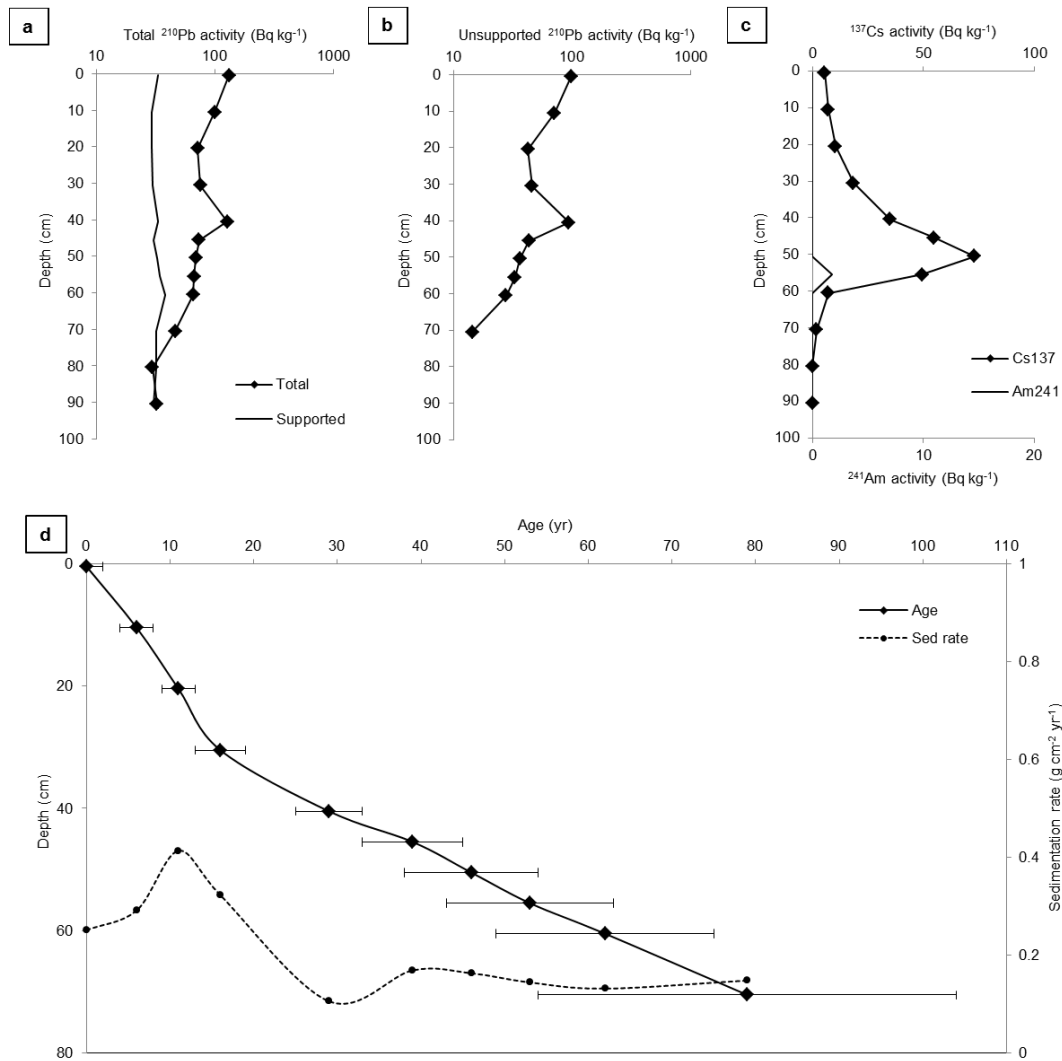 a
Total ²¹⁰Pb activity (Bq kg⁻¹)
10 100 1000
0
10
20
30
40
50
60
70
80
90
100
Depth (cm)
Total
Supported
b
Unsupported ²¹⁰Pb activity (Bq kg⁻¹)
10 100 1000
0
10
20
30
40
50
60
70
80
90
100
Depth (cm)
c
¹³⁷Cs activity (Bq kg⁻¹)
0 50 100
0
10
20
30
40
50
60
70
80
90
100
Depth (cm)
Cs137
Am241
0 10 20
²⁴¹Am activity (Bq kg⁻¹)
d
Age (yr)
0 10 20 30 40 50 60 70 80 90 100 110
0
20
40
60
80
Depth (cm)
Age
Sed rate
1
0.8
0.6
0.4
0.2
0
Sedimentation rate (g cm⁻² yr⁻¹)